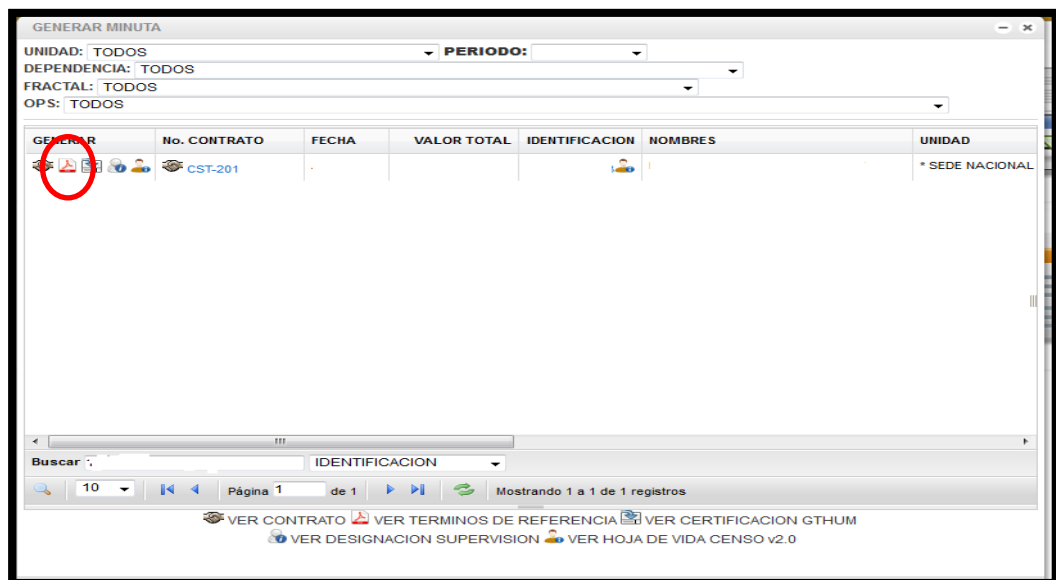 GENERAR MINUTA
UNIDAD: TODOS PERIODO:
DEPENDENCIA: TODOS
FRACTAL: TODOS
OPS: TODOS
GENERAR No. CONTRATO FECHA VALOR TOTAL IDENTIFICACION NOMBRES UNIDAD
CST-201 * SEDE NACIONAL
Buscar IDENTIFICACION
10 Página 1 de 1 Mostrando 1 a 1 de 1 registros
VER CONTRATO VER TERMINOS DE REFERENCIA VER CERTIFICACION GTHUM
VER DESIGNACION SUPERVISION VER HOJA DE VIDA CENSO v2.0